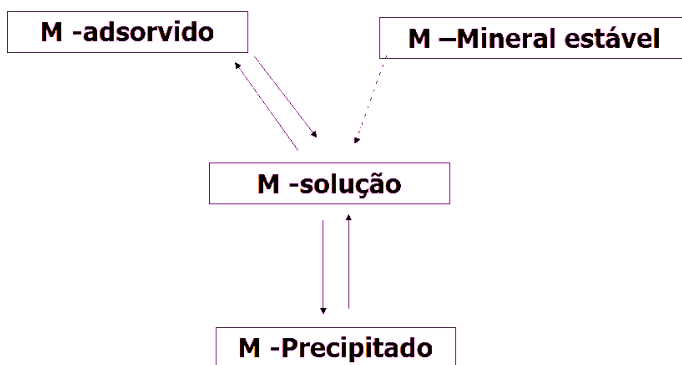 M -adsorvido
M –Mineral estável
M -solução
M -Precipitado